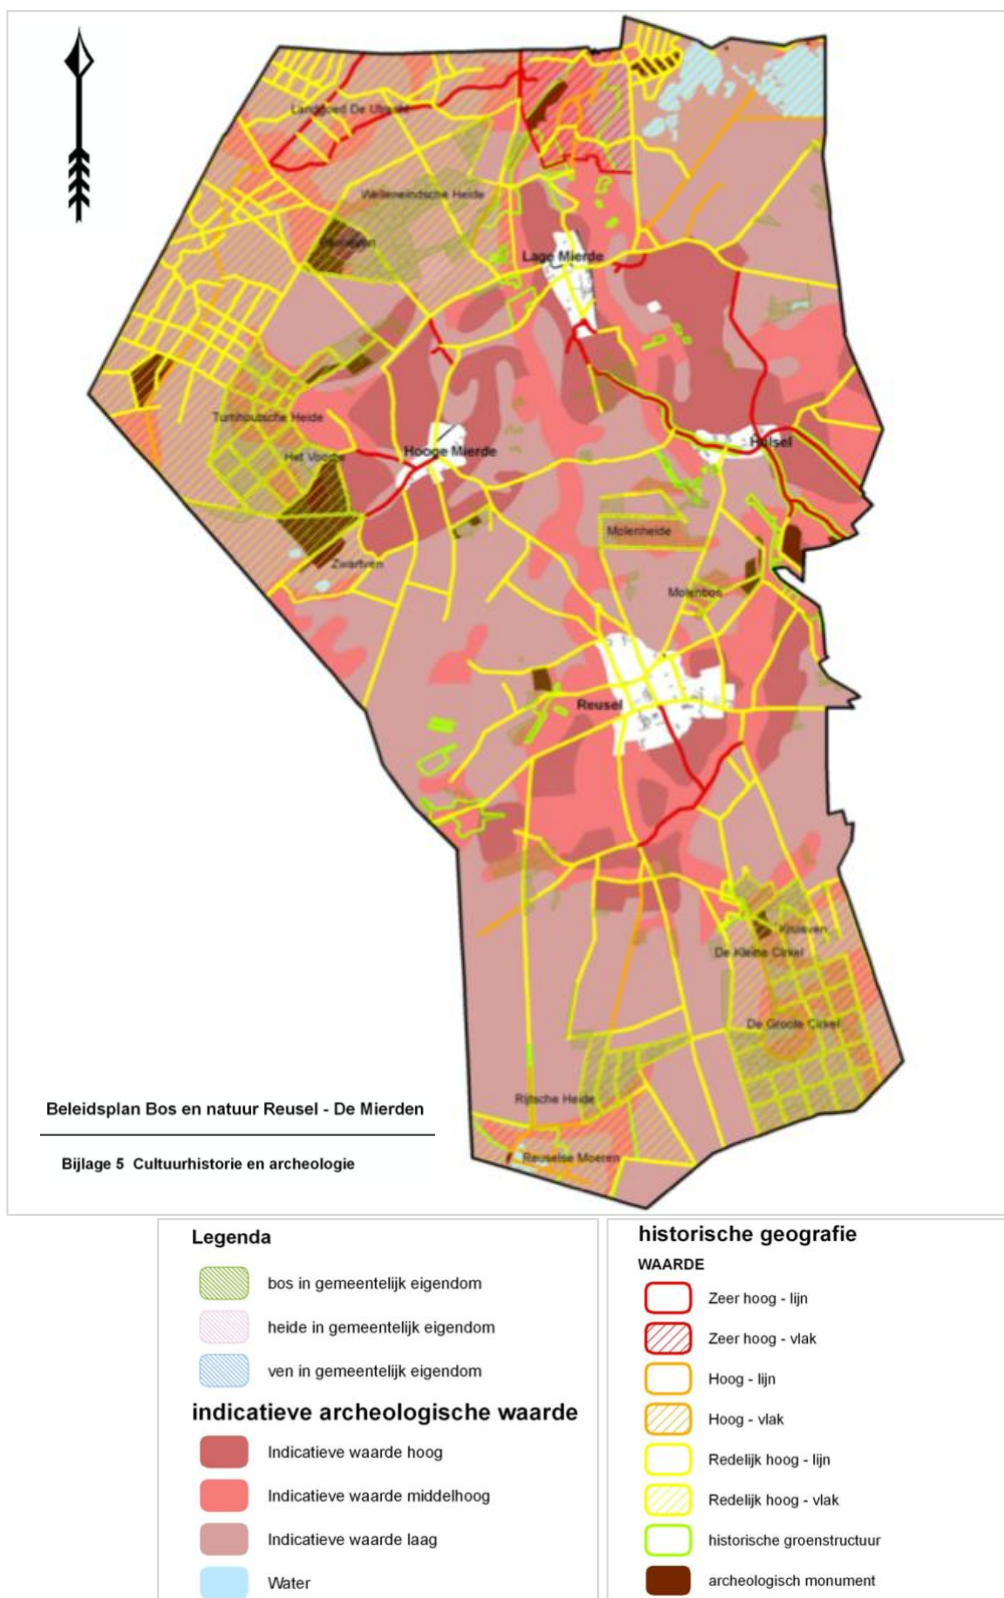 Landgoed De Utrecht
Welleneindsche Heide
Lage Mierde
Turnhoutsche Heide
Hooge Mierde
Hulsel
Het Voorste
Molenheide
Zwartven
Molenbos
Reusel
Kruisven
De Kleine Cirkel
De Groote Cirkel
Rijtsche Heide
Reuselse Moeren
Beleidsplan Bos en natuur Reusel - De Mierden
Bijlage 5 Cultuurhistorie en archeologie
Legenda
bos in gemeentelijk eigendom
heide in gemeentelijk eigendom
ven in gemeentelijk eigendom
indicatieve archeologische waarde
Indicatieve waarde hoog
Indicatieve waarde middelhoog
Indicatieve waarde laag
Water
historische geografie
WAARDE
Zeer hoog - lijn
Zeer hoog - vlak
Hoog - lijn
Hoog - vlak
Redelijk hoog - lijn
Redelijk hoog - vlak
historische groenstructuur
archeologisch monument